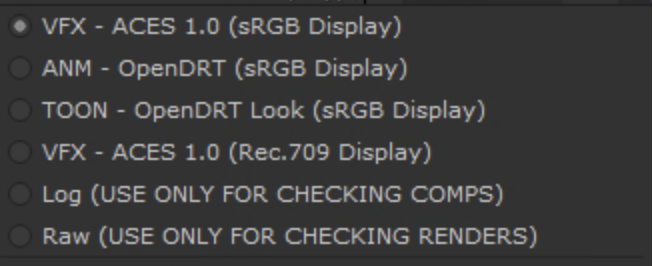 VFX - ACES 1.0 (sRGB Display)
ANM - OpenDRT (sRGB Display)
TOON - OpenDRT Look (sRGB Display)
VFX - ACES 1.0 (Rec.709 Display)
Log (USE ONLY FOR CHECKING COMPS)
Raw (USE ONLY FOR CHECKING RENDERS)